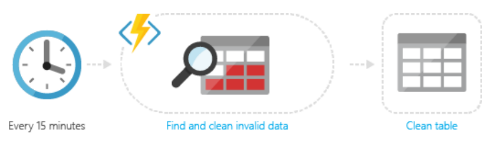 Every 15 minutes
Find and clean invalid data
Clean table